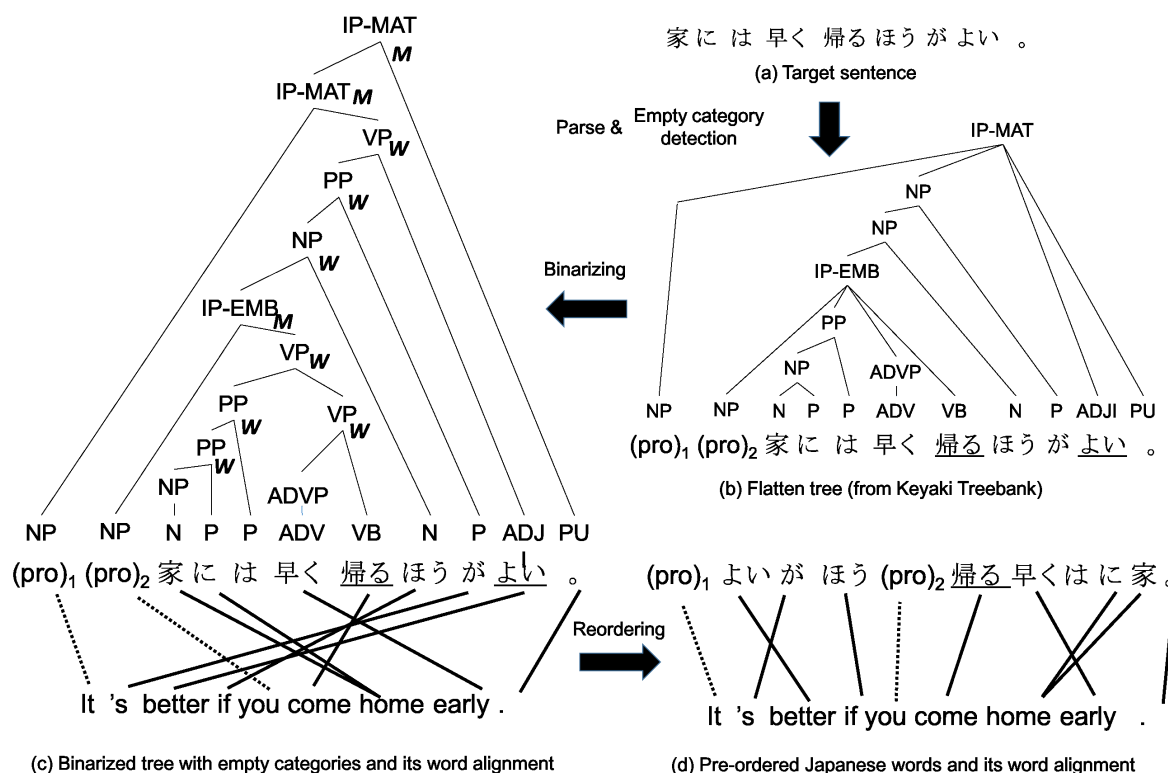 家 に は 早く 帰る ほう が よい 。
(a) Target sentence
Parse & Empty category detection
IP-MAT
NP
NP
IP-EMB
PP
NP ADVP
NP NP N P P ADV VB N P ADJI PU
(pro)1 (pro)2 家 に は 早く 帰る ほう が よい 。
(b) Flatten tree (from Keyaki Treebank)
Binarizing
IP-MAT M
IP-MAT M
VP W
PP W
NP W
IP-EMB M
VP W
PP W VP W
PP W
NP ADVP
NP NP N P P ADV VB N P ADJ PU
(pro)1 (pro)2 家 に は 早く 帰る ほう が よい 。
It 's better if you come home early .
(c) Binarized tree with empty categories and its word alignment
Reordering
(pro)1 よい が ほう (pro)2 帰る 早く は に 家 。
It 's better if you come home early .
(d) Pre-ordered Japanese words and its word alignment